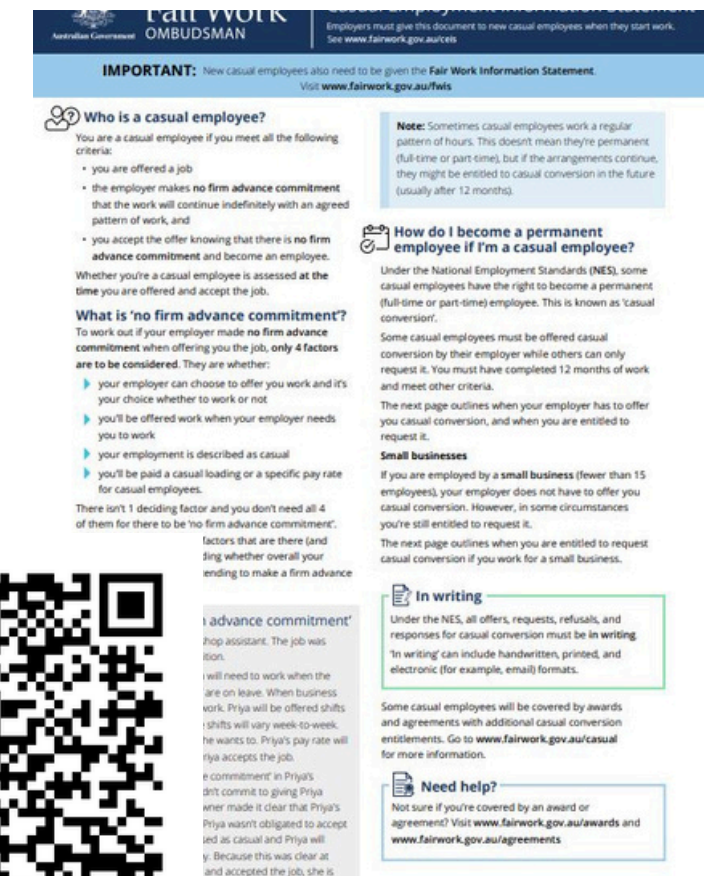 Fair Work
Australian Government OMBUDSMAN
Casual Employment Information Statement
Employers must give this document to new casual employees when they start work.
See www.fairwork.gov.au/ceis
IMPORTANT: New casual employees also need to be given the Fair Work Information Statement.
Visit www.fairwork.gov.au/fwis
Who is a casual employee?
You are a casual employee if you meet all the following
criteria:
• you are offered a job
• the employer makes no firm advance commitment
that the work will continue indefinitely with an agreed
pattern of work, and
• you accept the offer knowing that there is no firm
advance commitment and become an employee.
Whether you're a casual employee is assessed at the
time you are offered and accept the job.
What is 'no firm advance commitment'?
To work out if your employer made no firm advance
commitment when offering you the job, only 4 factors
are to be considered. They are whether:
your employer can choose to offer you work and it's
your choice whether to work or not
you'll be offered work when your employer needs
you to work
your employment is described as casual
you'll be paid a casual loading or a specific pay rate
for casual employees.
There isn't 1 deciding factor and you don't need all 4
of them for there to be 'no firm advance commitment'.
factors that are there (and
ding whether overall your
ending to make a firm advance
advance commitment'
hop assistant. The job was
ition.
will need to work when the
are on leave. When business
work. Priya will be offered shifts
shifts will vary week-to-week.
he wants to. Priya's pay rate will
riya accepts the job.
e commitment' in Priya's
dn't commit to giving Priya
wner made it clear that Priya's
Priya wasn't obligated to accept
sed as casual and Priya will
y. Because this was clear at
and accepted the job, she is
Note: Sometimes casual employees work a regular
pattern of hours. This doesn't mean they're permanent
(full-time or part-time), but if the arrangements continue,
they might be entitled to casual conversion in the future
(usually after 12 months).
How do I become a permanent
employee if I'm a casual employee?
Under the National Employment Standards (NES), some
casual employees have the right to become a permanent
(full-time or part-time) employee. This is known as 'casual
conversion'.
Some casual employees must be offered casual
conversion by their employer while others can only
request it. You must have completed 12 months of work
and meet other criteria.
The next page outlines when your employer has to offer
you casual conversion, and when you are entitled to
request it.
Small businesses
If you are employed by a small business (fewer than 15
employees), your employer does not have to offer you
casual conversion. However, in some circumstances
you're still entitled to request it.
The next page outlines when you are entitled to request
casual conversion if you work for a small business.
In writing
Under the NES, all offers, requests, refusals, and
responses for casual conversion must be in writing.
'In writing' can include handwritten, printed, and
electronic (for example, email) formats.
Some casual employees will be covered by awards
and agreements with additional casual conversion
entitlements. Go to www.fairwork.gov.au/casual
for more information.
Need help?
Not sure if you're covered by an award or
agreement? Visit www.fairwork.gov.au/awards and
www.fairwork.gov.au/agreements